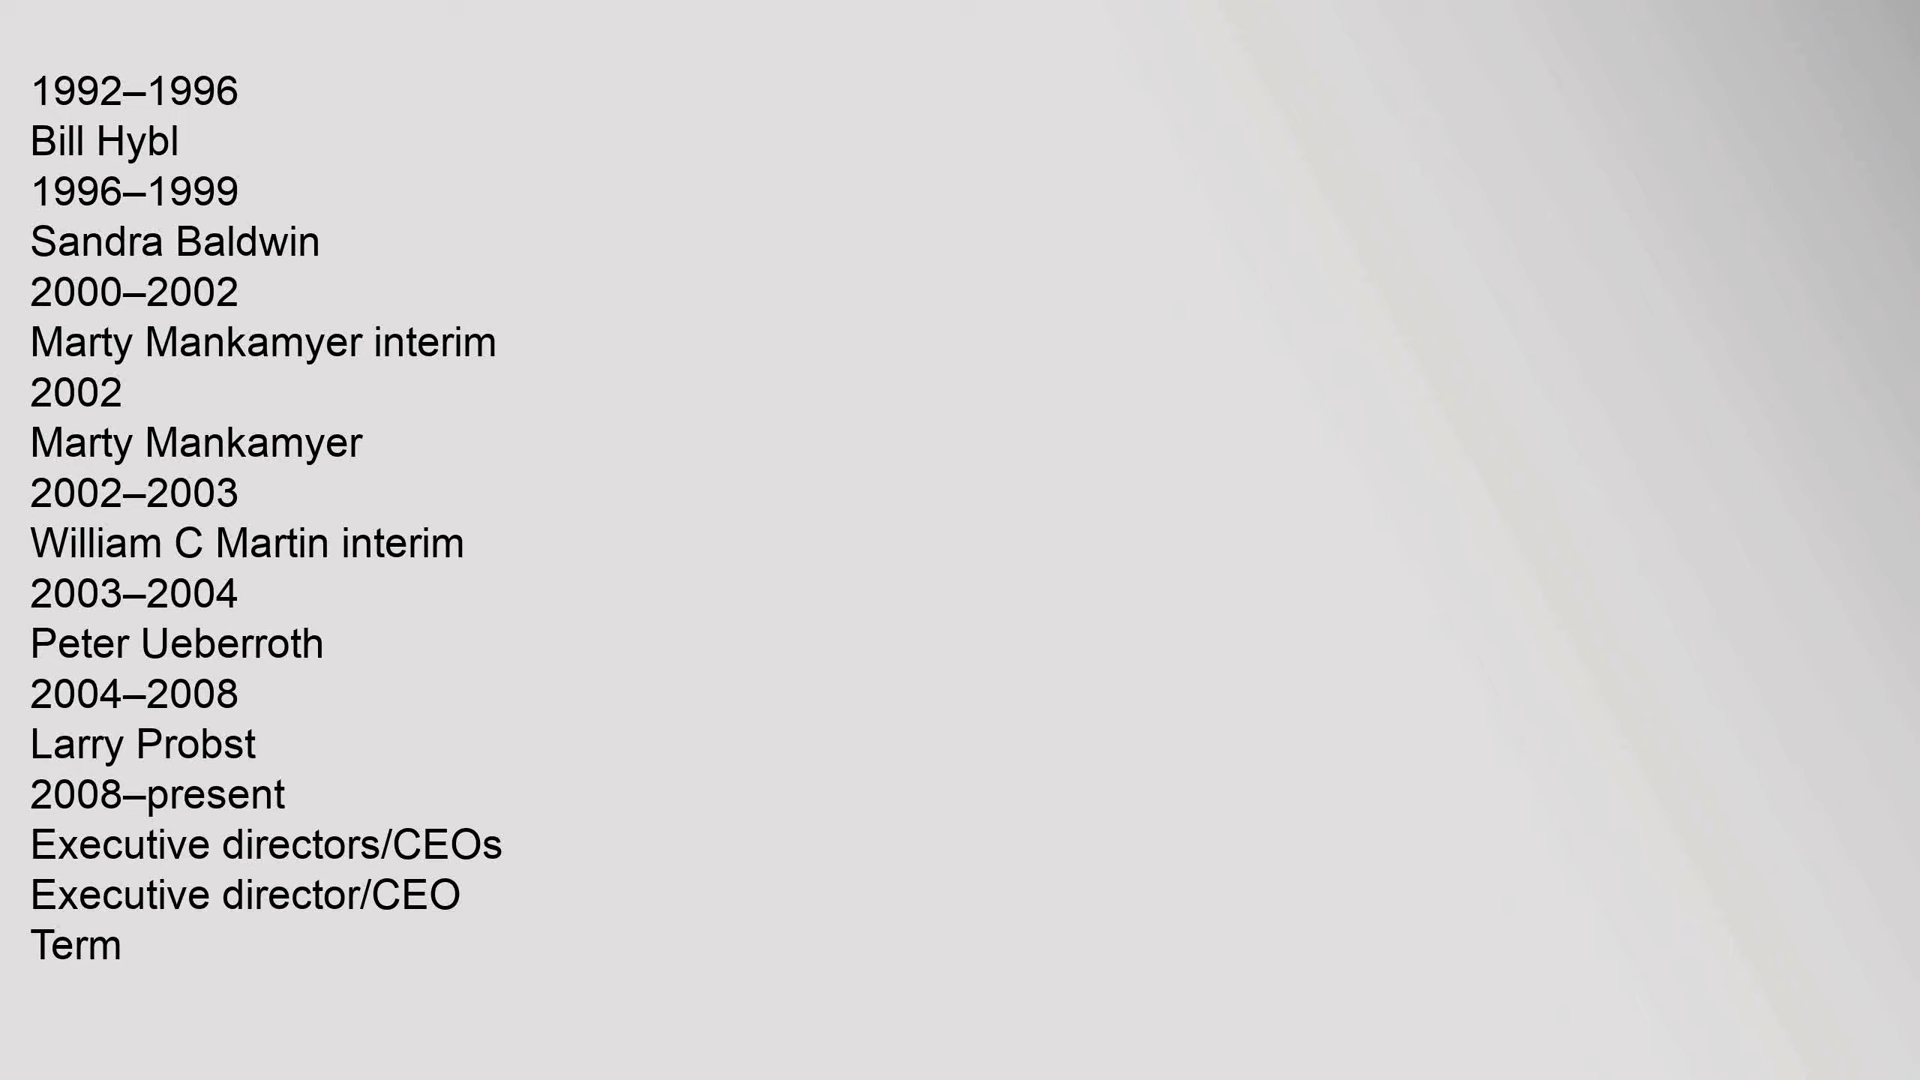 1992–1996
Bill Hybl
1996–1999
Sandra Baldwin
2000–2002
Marty Mankamyer interim
2002
Marty Mankamyer
2002–2003
William C Martin interim
2003–2004
Peter Ueberroth
2004–2008
Larry Probst
2008–present
Executive directors/CEOs
Executive director/CEO
Term